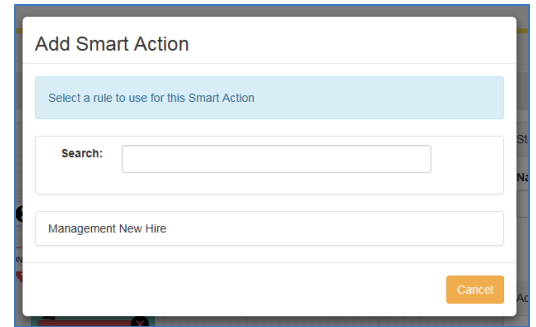 Add Smart Action
Select a rule to use for this Smart Action
Search:
Management New Hire
Cancel